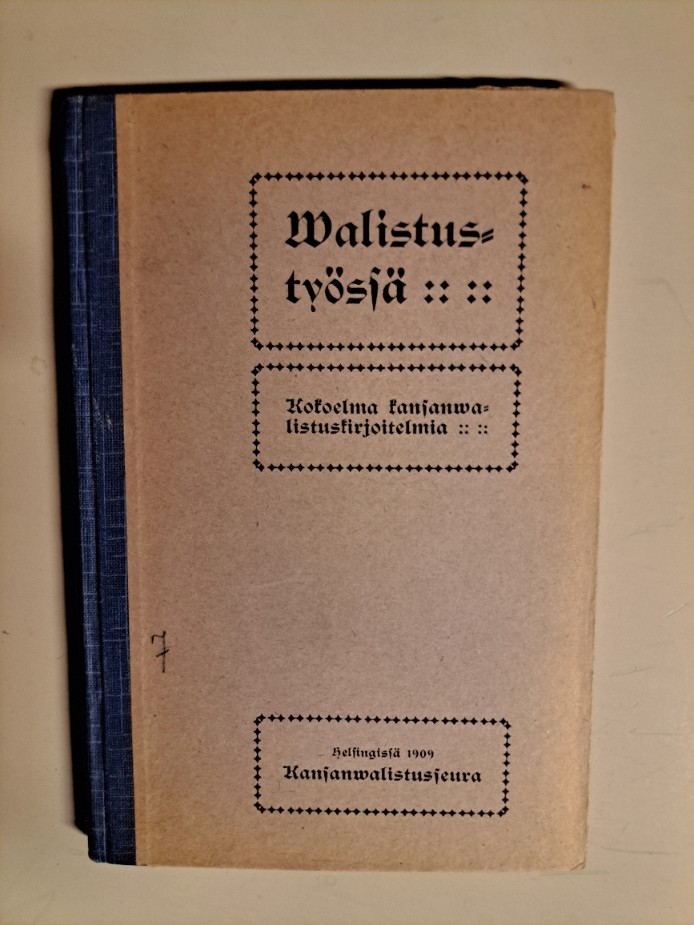 Walistus-
työssä :: ::
Kokoelma kansanwa-
listuskirjoitelmia :: ::
7
Helsingissä 1909
Kansanwalistusseura